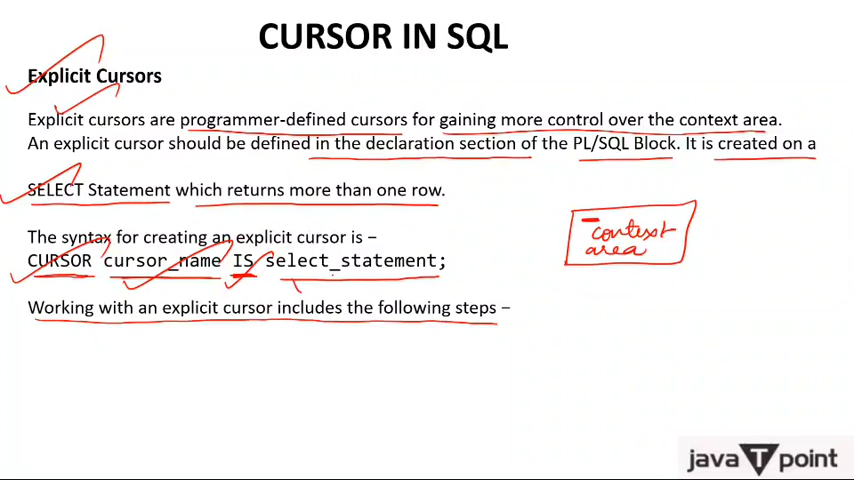 CURSOR IN SQL
Explicit Cursors
Explicit cursors are programmer-defined cursors for gaining more control over the context area.
An explicit cursor should be defined in the declaration section of the PL/SQL Block. It is created on a
SELECT Statement which returns more than one row.
The syntax for creating an explicit cursor is –
CURSOR cursor_name IS select_statement;
context
area
Working with an explicit cursor includes the following steps –
java T point